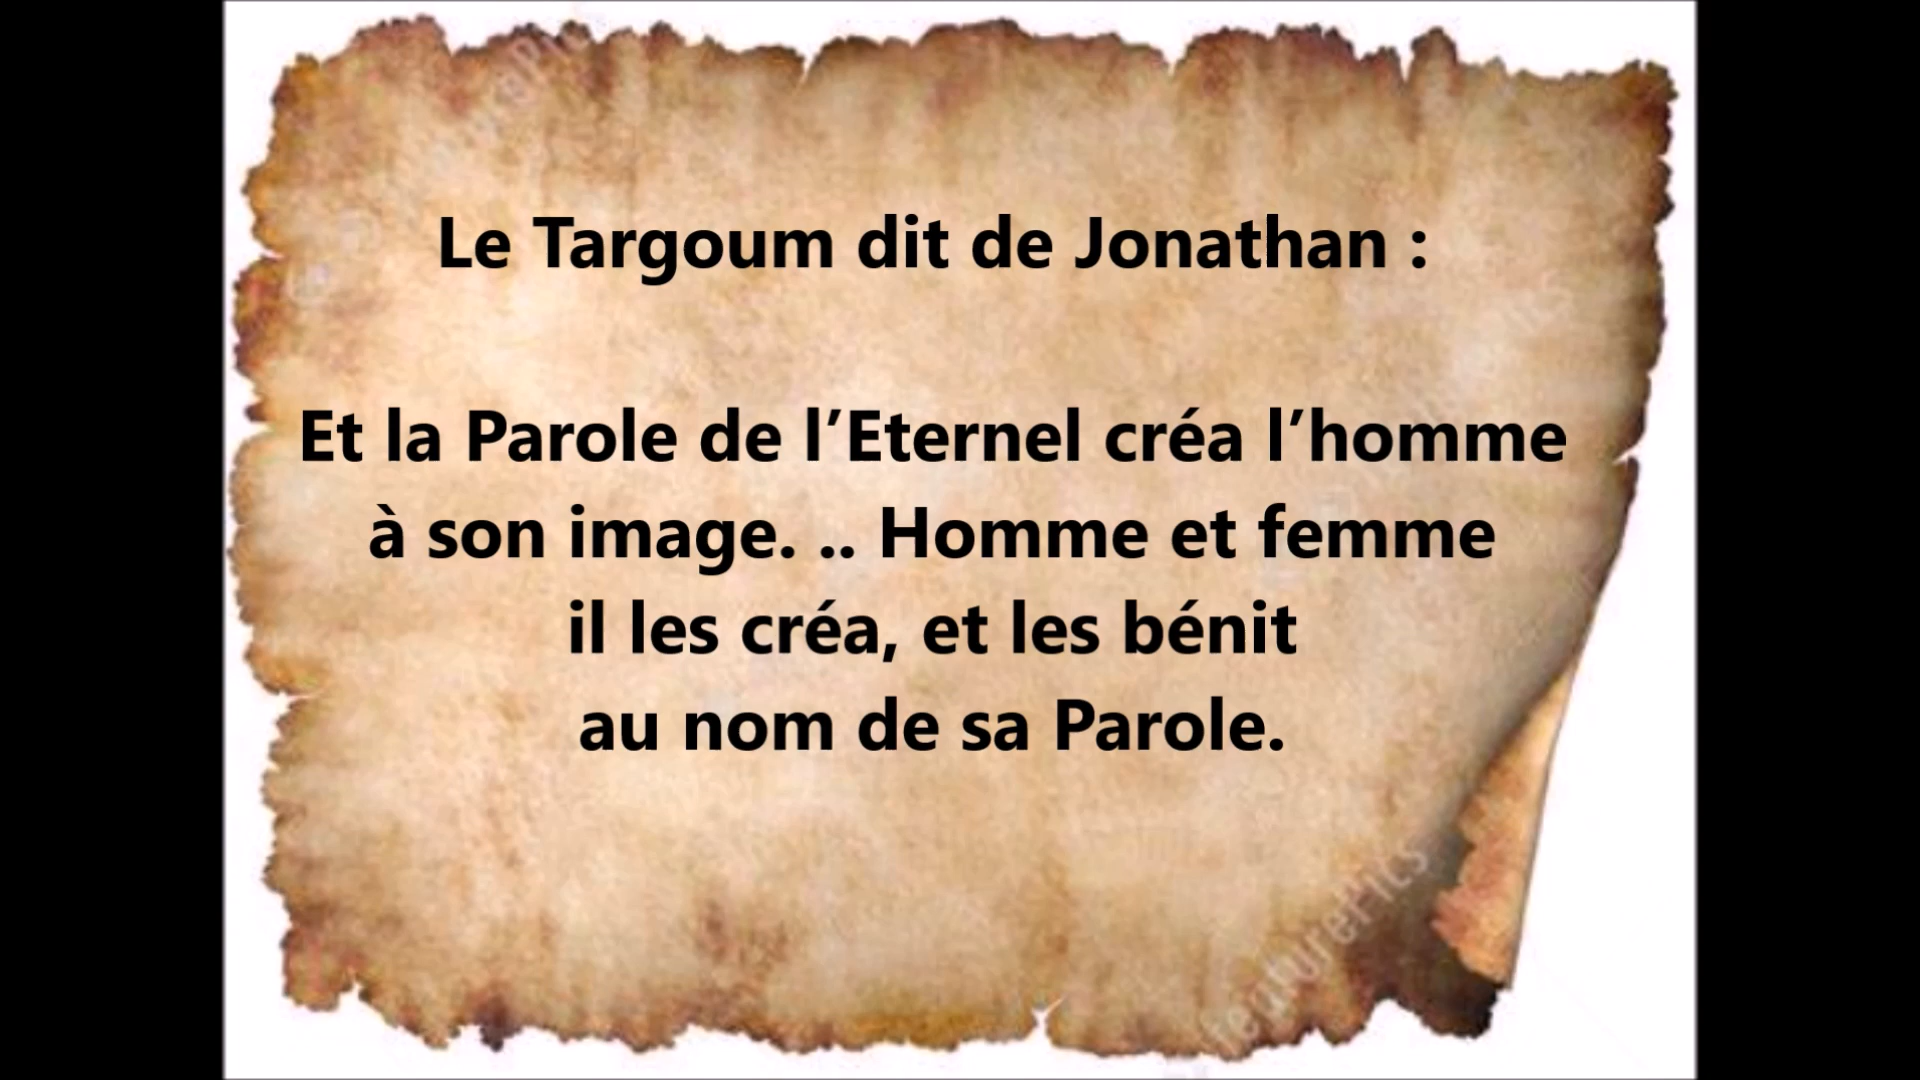 Le Targoum dit de Jonathan :
Et la Parole de l’Eternel créa l’homme
à son image. .. Homme et femme
il les créa, et les bénit
au nom de sa Parole.